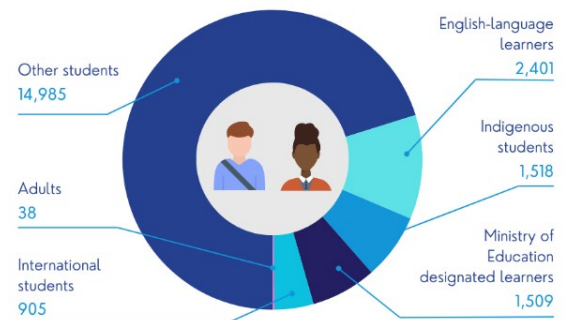 Other students
14,985
Adults
38
International
students
905
English-language
learners
2,401
Indigenous
students
1,518
Ministry of
Education
designated learners
1,509